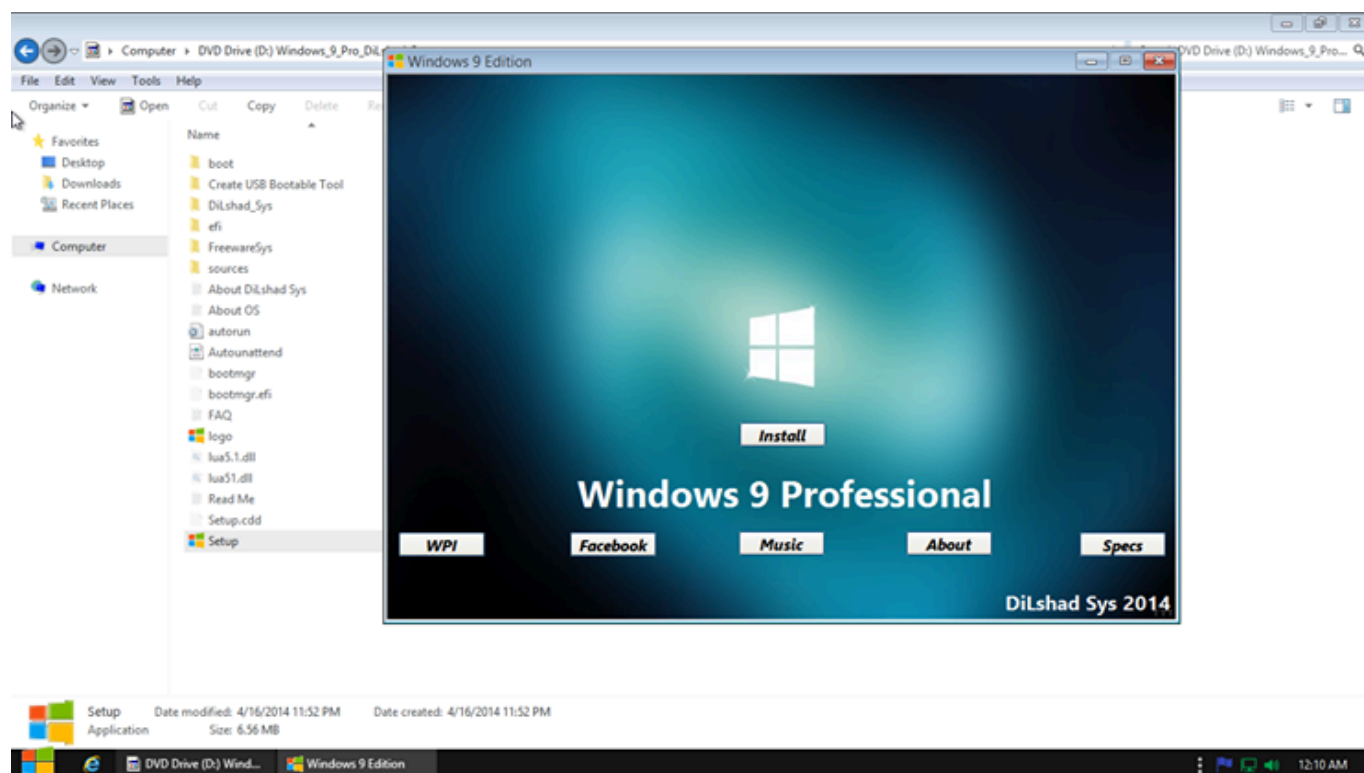 Computer ▸ DVD Drive (D:) Windows_9_Pro_DiL
DVD Drive (D:) Windows_9_Pro...
Windows 9 Edition
File Edit View Tools Help
Organize Open Cut Copy Delete Re
Name
Favorites
Desktop
Downloads
Recent Places
Computer
Network
boot
Create USB Bootable Tool
DiLshad_Sys
efi
FreewareSys
sources
About DiLshad Sys
About OS
autorun
Autounattend
bootmgr
bootmgr.efi
FAQ
logo
lua5.1.dll
lua51.dll
Read Me
Setup.cdd
Setup
Install
Windows 9 Professional
WPI Facebook Music About Specs
DiLshad Sys 2014
Setup Date modified: 4/16/2014 11:52 PM Date created: 4/16/2014 11:52 PM
Application Size: 6.56 MB
DVD Drive (D:) Wind... Windows 9 Edition 12:10 AM